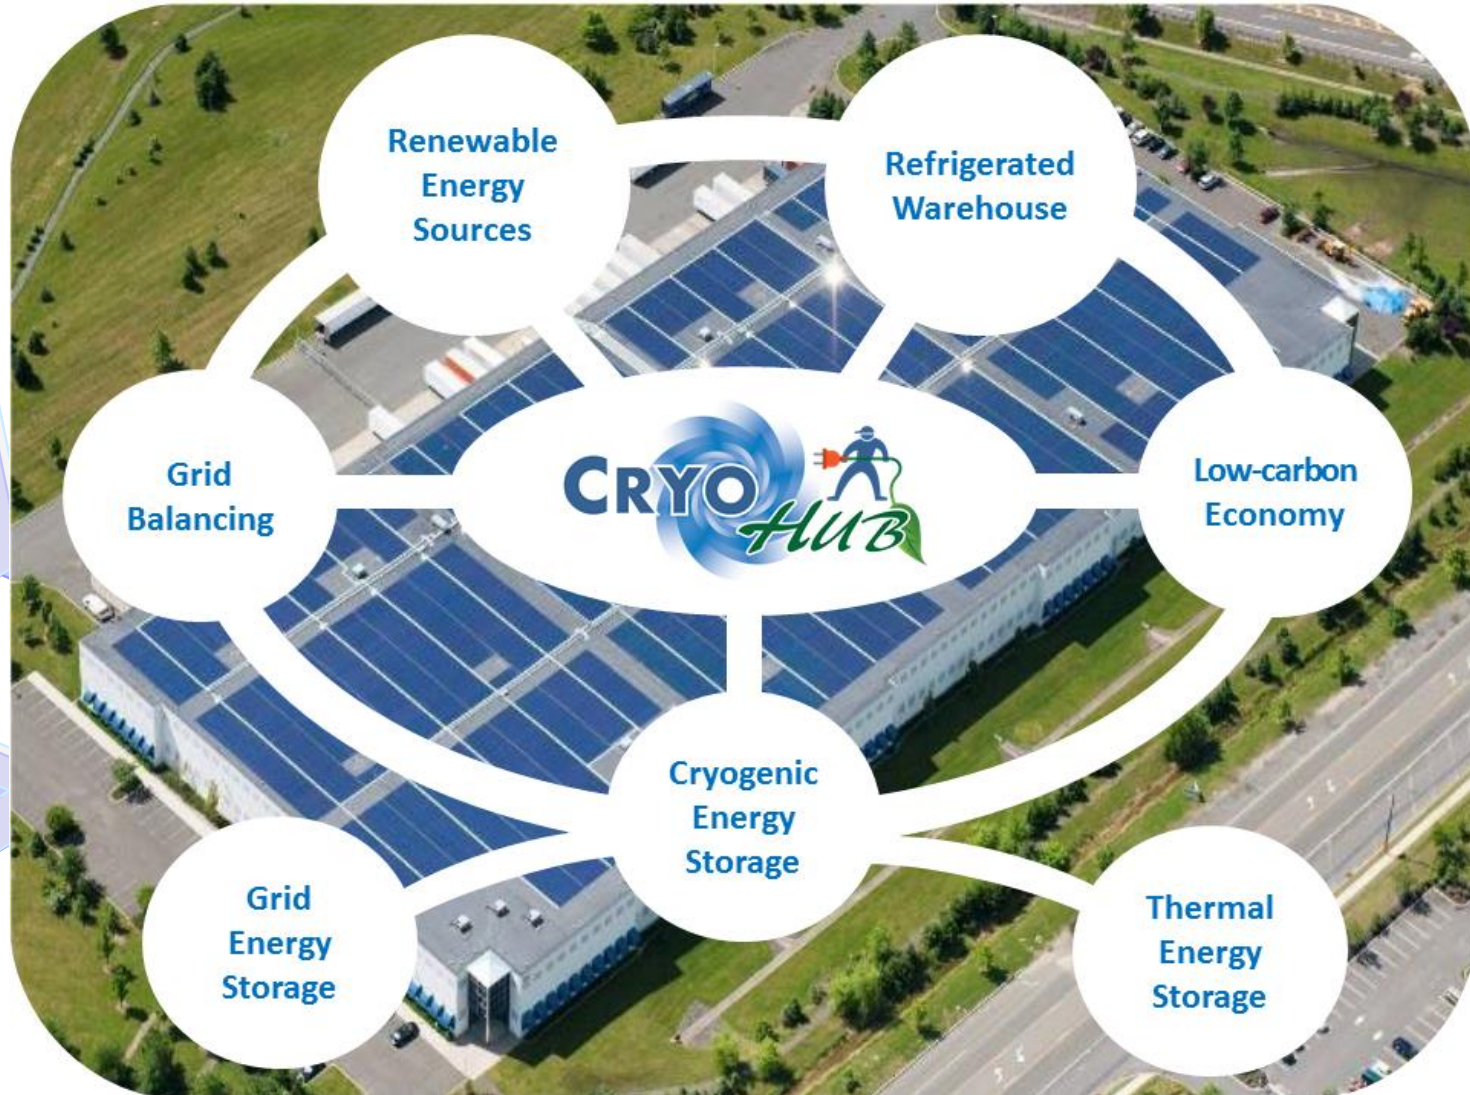 Renewable
Energy
Sources
Refrigerated
Warehouse
Grid
Balancing
CRYO
HUB
Low-carbon
Economy
Cryogenic
Energy
Storage
Grid
Energy
Storage
Thermal
Energy
Storage